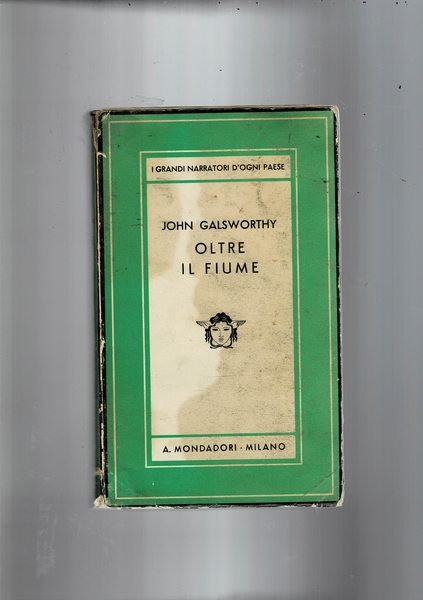 I GRANDI NARRATORI D'OGNI PAESE
JOHN GALSWORTHY
OLTRE
IL FIUME
A. MONDADORI · MILANO